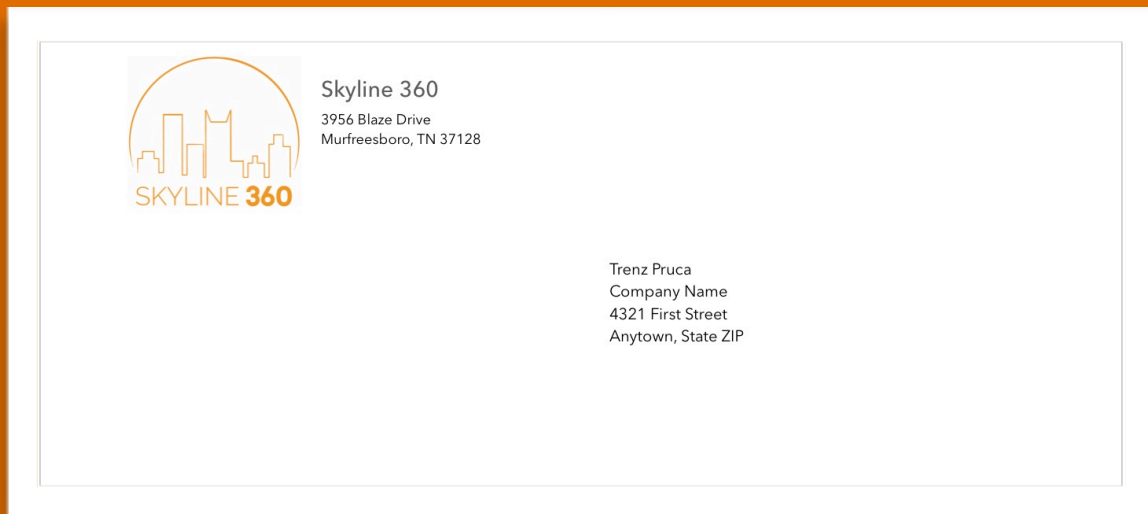 SKYLINE 360
Skyline 360
3956 Blaze Drive
Murfreesboro, TN 37128
Trenz Pruca
Company Name
4321 First Street
Anytown, State ZIP